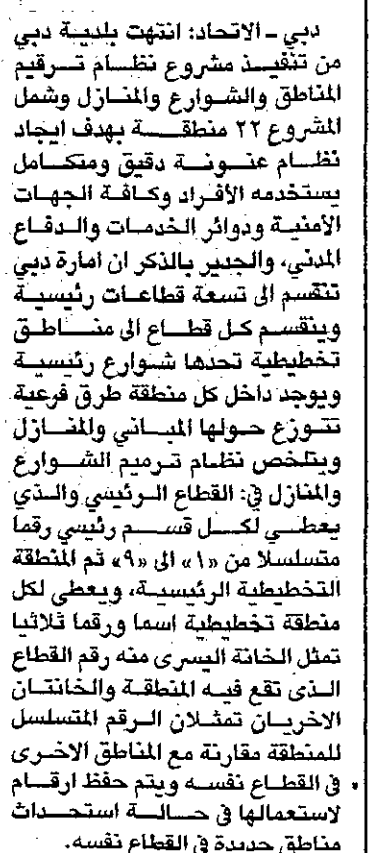 دبي ـ الاتحاد: انتهت بلدية دبي
من تنفيذ مشروع نظام ترقيم
المناطق والشوارع والمنازل وشمل
المشروع ٢٢ منطقة بهدف ايجاد
نظام عنونة دقيق ومتكامل
يستخدمه الأفراد وكافة الجهات
الأمنية ودوائر الخدمات والدفاع
المدني، والجدير بالذكر ان امارة دبي
تنقسم الى تسعة قطاعات رئيسية
وينقسم كل قطاع الى مناطق
تخطيطية تحدها شوارع رئيسية
ويوجد داخل كل منطقة طرق فرعية
تتوزع حولها المباني والمنازل
ويتلخص نظام ترميم الشوارع
والمنازل في: القطاع الرئيسي والذي
يعطي لكل قسم رئيسي رقما
متسلسلا من «١» الى «٩» ثم المنطقة
التخطيطية الرئيسية، ويعطى لكل
منطقة تخطيطية اسما ورقما ثلاثيا
تمثل الخانة اليسرى منه رقم القطاع
الذى تقع فيه المنطقة والخانتان
الاخريان تمثلان الرقم المتسلسل
للمنطقة مقارنة مع المناطق الاخرى
في القطاع نفسه ويتم حفظ ارقام
لاستعمالها في حالة استحداث
مناطق جديدة في القطاع نفسه.